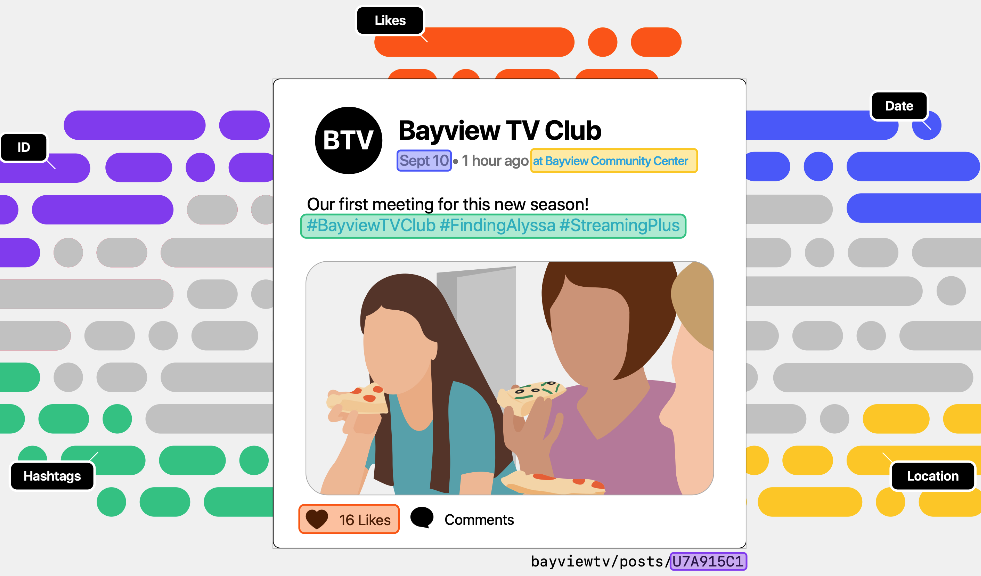 Likes
Date
ID
BTV
Bayview TV Club
Sept 10 • 1 hour ago at Bayview Community Center
Our first meeting for this new season!
#BayviewTVClub #FindingAlyssa #StreamingPlus
Hashtags
Location
16 Likes Comments
bayviewtv/posts/U7A915C1